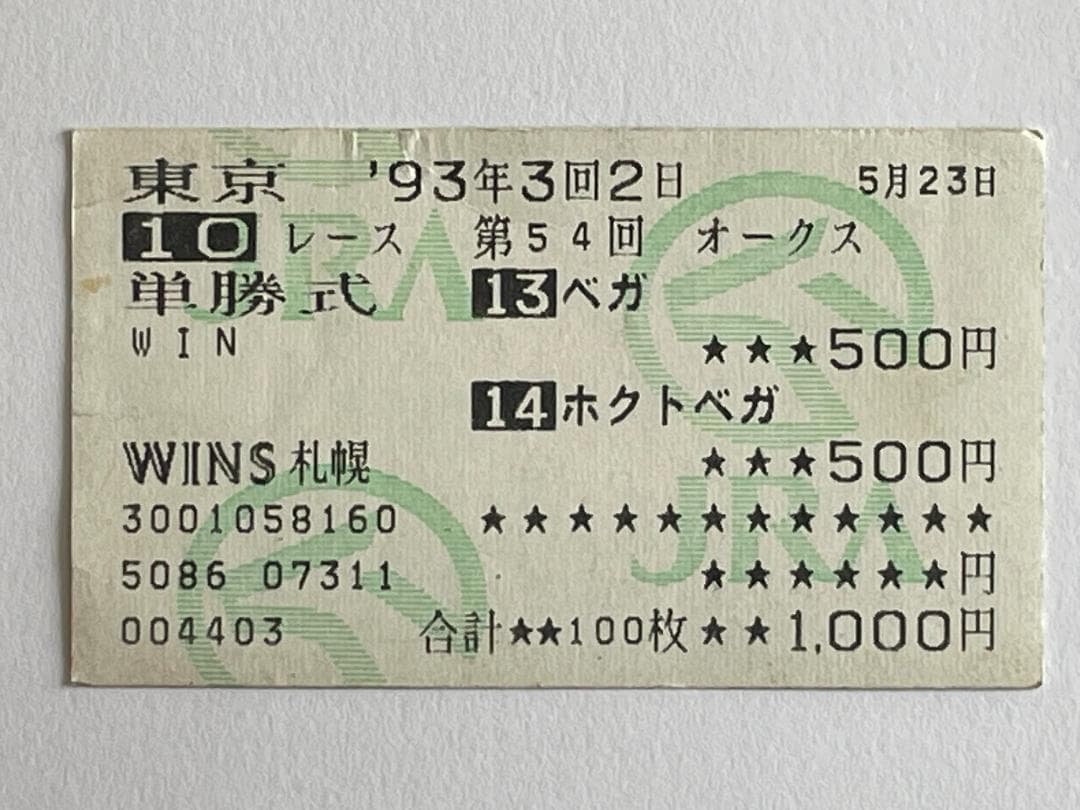 東京 '93年3回2日 5月23日
10 レース 第54回 オークス
単勝式 13 ベガ
WIN ★★★500円
14 ホクトベガ
WINS 札幌 ★★★500円
3001058160 ★★★★★★★★★★★★
5086 07311 ★★★★★★円
004403 合計★★100枚★★1,000円
JRA
JRA